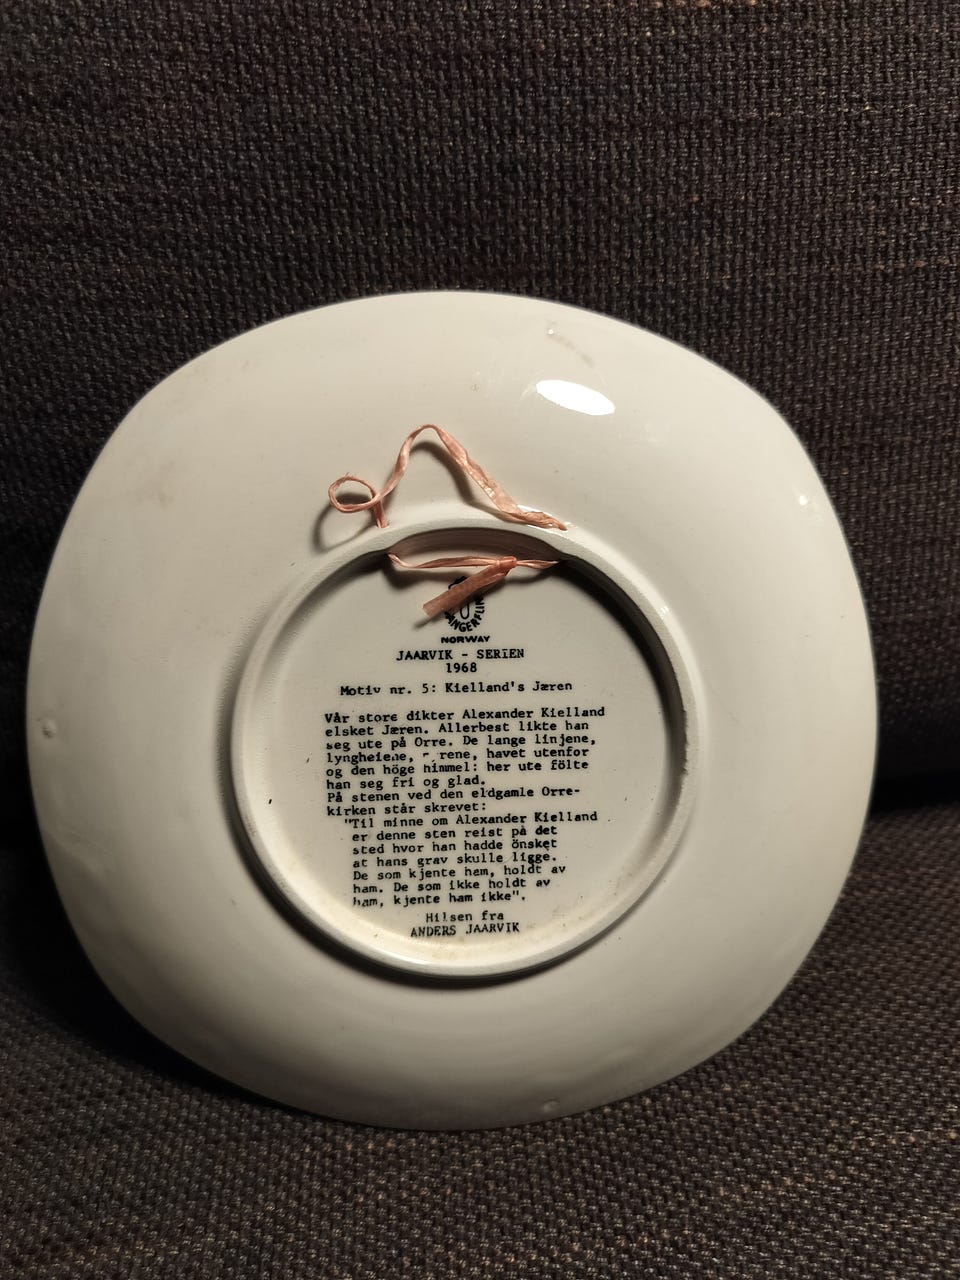 NORWAY
JAARVIK - SERIEN
1968
Motiv nr. 5: Kielland's Jæren
Vår store dikter Alexander Kielland
elsket Jæren. Allerbest likte han
seg ute på Orre. De lange linjene,
lyngheiene, havet utenfor
og den höge himmel: her ute fölte
han seg fri og glad.
På stenen ved den eldgamle Orre-
kirken står skrevet:
"Til minne om Alexander Kielland
er denne sten reist på det
sted hvor han hadde önsket
at hans grav skulle ligge.
De som kjente ham, holdt av
ham. De som ikke holdt av
ham, kjente ham ikke".
Hilsen fra
ANDERS JAARVIK